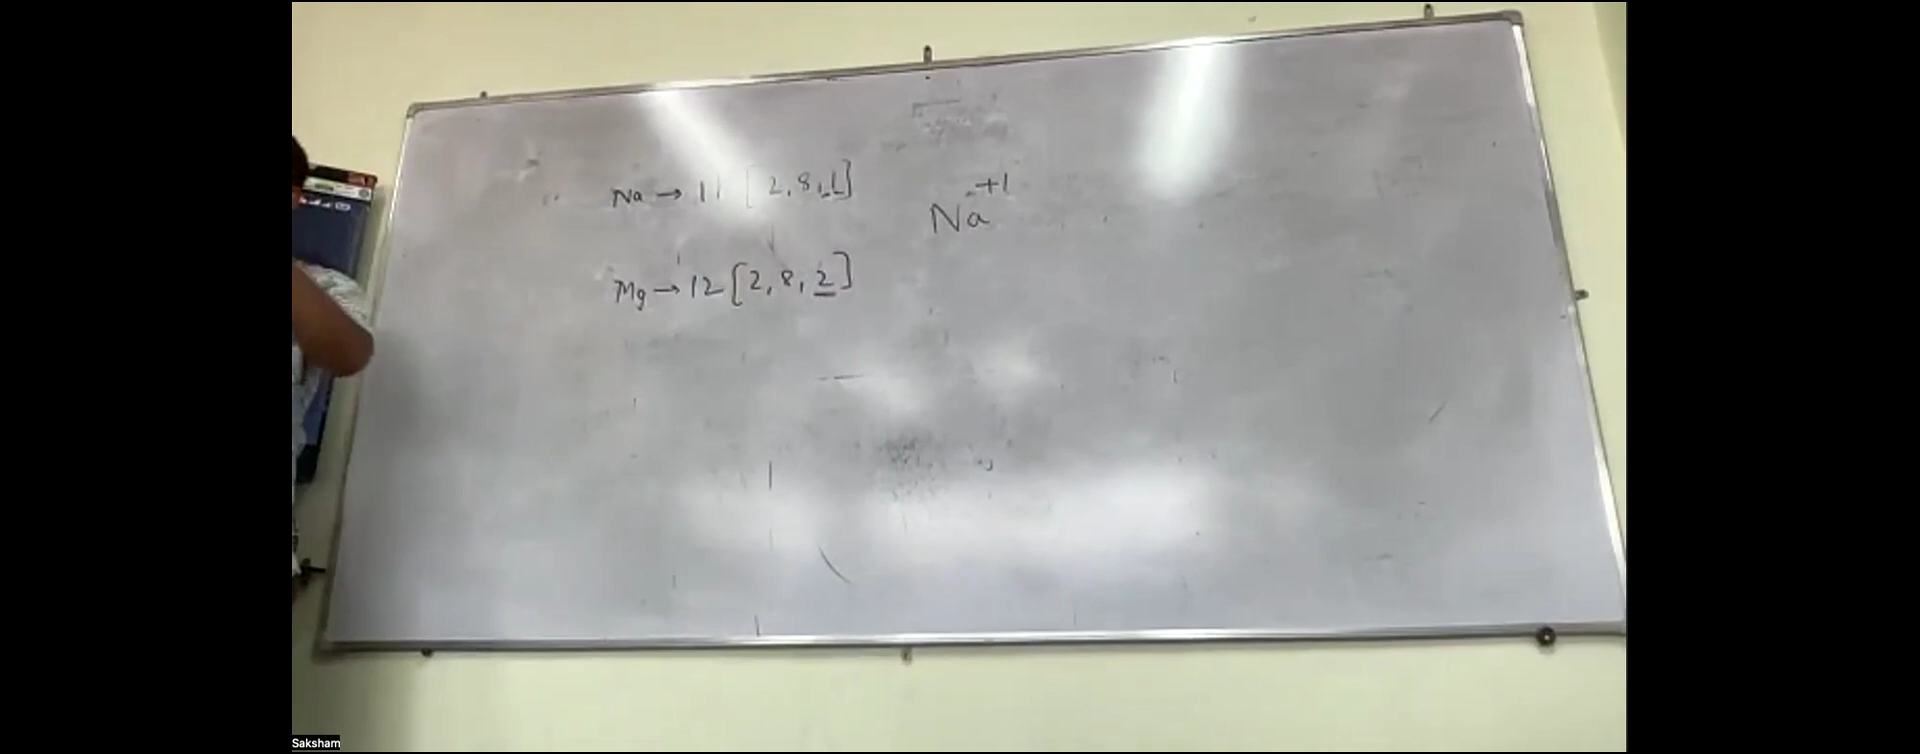 Na → 11 [2, 8, 1]
Na+1
Mg → 12 [2, 8, 2]
Saksham